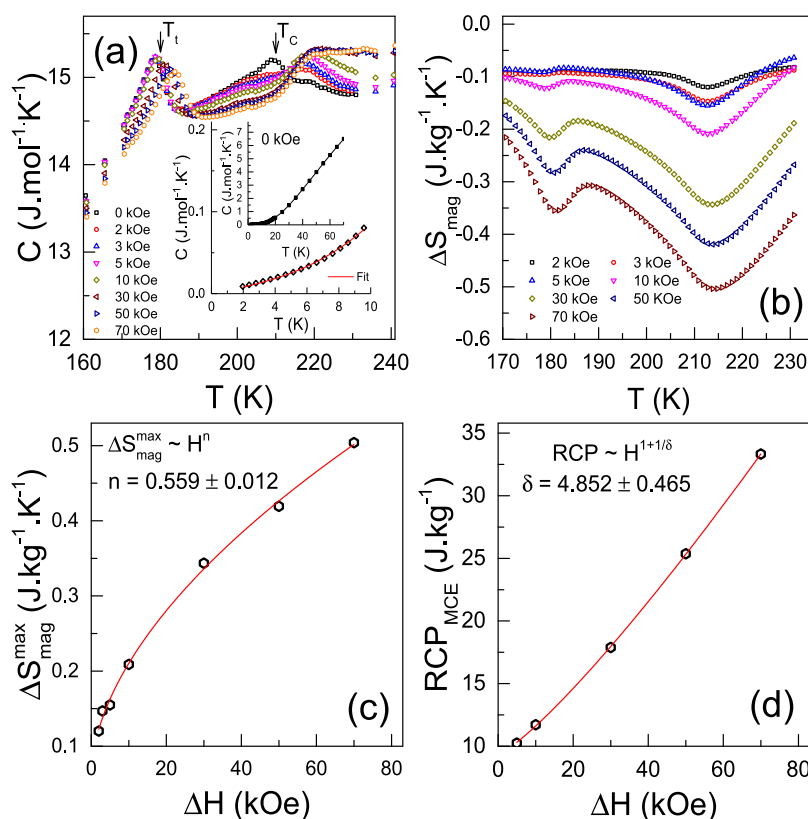 (a)
T_t
T_C
C (J.mol⁻¹.K⁻¹)
15
14
13
12
0 kOe
2 kOe
3 kOe
5 kOe
10 kOe
30 kOe
50 kOe
70 kOe
C (J.mol⁻¹.K⁻¹)
0.2
0.1
0.0
0 kOe
C (J.mol⁻¹.K⁻¹)
7
6
5
4
3
2
1
0
0 20 40 60
T (K)
Fit
0 2 4 6 8 10
T (K)
160 180 200 220 240
T (K)
(b)
ΔS_mag (J.kg⁻¹.K⁻¹)
0.0
-0.1
-0.2
-0.3
-0.4
-0.5
-0.6
2 kOe 3 kOe
5 kOe 10 kOe
30 kOe 50 KOe
70 kOe
170 180 190 200 210 220 230
T (K)
ΔS_mag^max ~ Hⁿ
n = 0.559 ± 0.012
ΔS_mag^max (J.kg⁻¹.K⁻¹)
0.5
0.4
0.3
0.2
0.1
(c)
0 20 40 60 80
ΔH (kOe)
RCP ~ H^1+1/δ
δ = 4.852 ± 0.465
RCP_MCE (J.kg⁻¹)
35
30
25
20
15
10
(d)
0 20 40 60 80
ΔH (kOe)